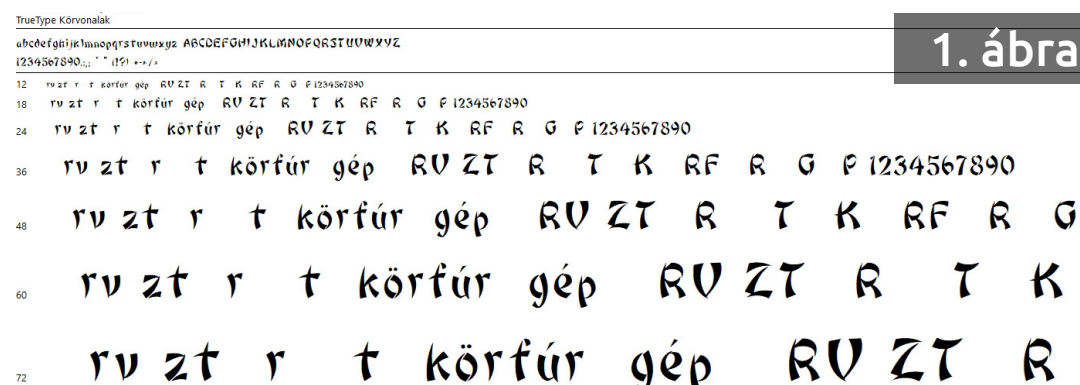 TrueType Körvonalak
1. ábra
abcdefghijklmnopqrstuvwxyz ABCDEFGHIJKLMNOPQRSTUVWXYZ
1234567890.:,; ' " (!?) +-*/=
12 rv zt r t körfúr gép RV ZT R T K RF R G P 1234567890
18 rv zt r t körfúr gép RV ZT R T K RF R G P 1234567890
24 rv zt r t körfúr gép RV ZT R T K RF R G P 1234567890
36 rv zt r t körfúr gép RV ZT R T K RF R G P 1234567890
48 rv zt r t körfúr gép RV ZT R T K RF R G
60 rv zt r t körfúr gép RV ZT R T K
72 rv zt r t körfúr gép RV ZT R